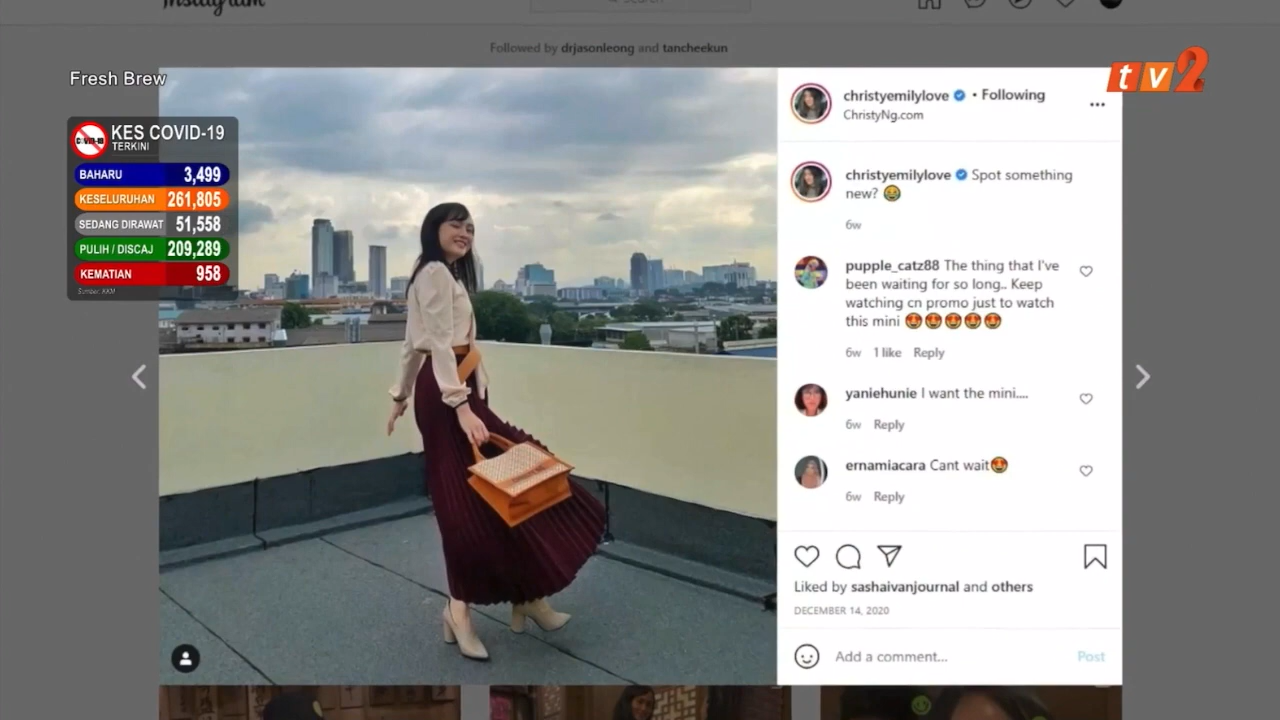 Instagram
Search
Followed by drjasonleong and tancheekun
Fresh Brew
tv2
KES COVID-19
TERKINI
BAHARU 3,499
KESELURUHAN 261,805
SEDANG DIRAWAT 51,558
PULIH / DISCAJ 209,289
KEMATIAN 958
Sumber: KKM
christyemilylove • Following
ChristyNg.com
christyemilylove Spot something
new? 😂
6w
pupple_catz88 The thing that I've
been waiting for so long.. Keep
watching cn promo just to watch
this mini 😍😍😍😍😍
6w 1 like Reply
yaniehunie I want the mini....
6w Reply
ernamiacara Cant wait😍
6w Reply
Liked by sashaivanjournal and others
DECEMBER 14, 2020
Add a comment... Post